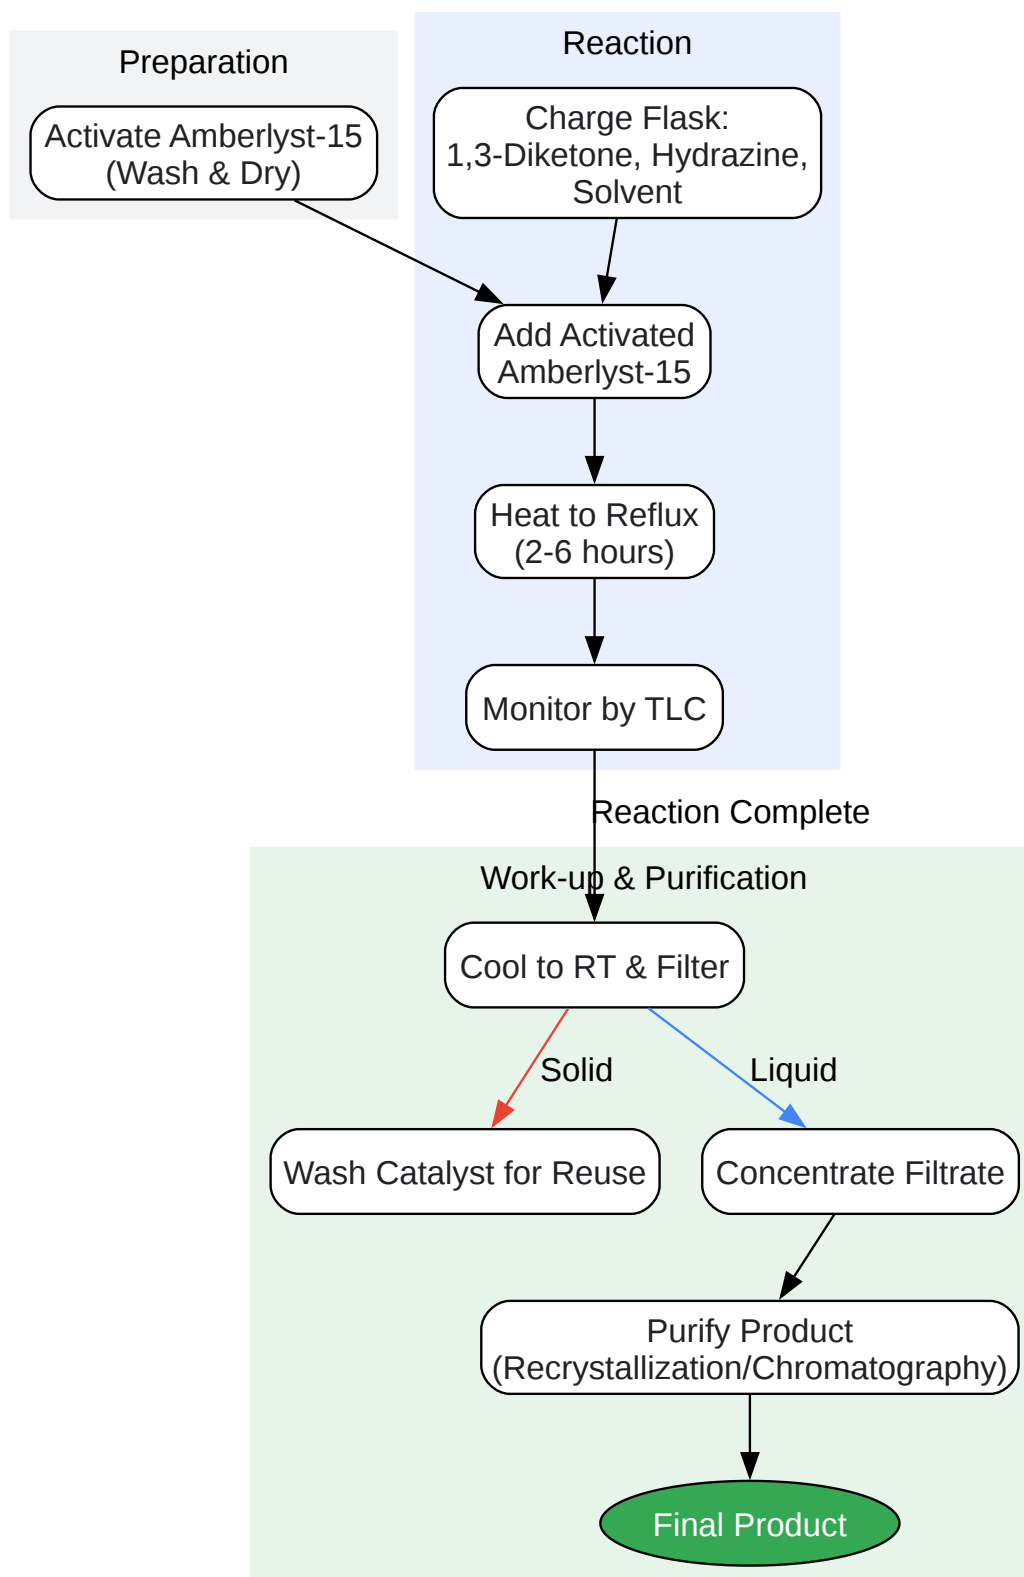 Preparation
Activate Amberlyst-15
(Wash & Dry)
Reaction
Charge Flask:
1,3-Diketone, Hydrazine,
Solvent
Add Activated
Amberlyst-15
Heat to Reflux
(2-6 hours)
Monitor by TLC
Reaction Complete
Work-up & Purification
Cool to RT & Filter
Solid
Liquid
Wash Catalyst for Reuse
Concentrate Filtrate
Purify Product
(Recrystallization/Chromatography)
Final Product